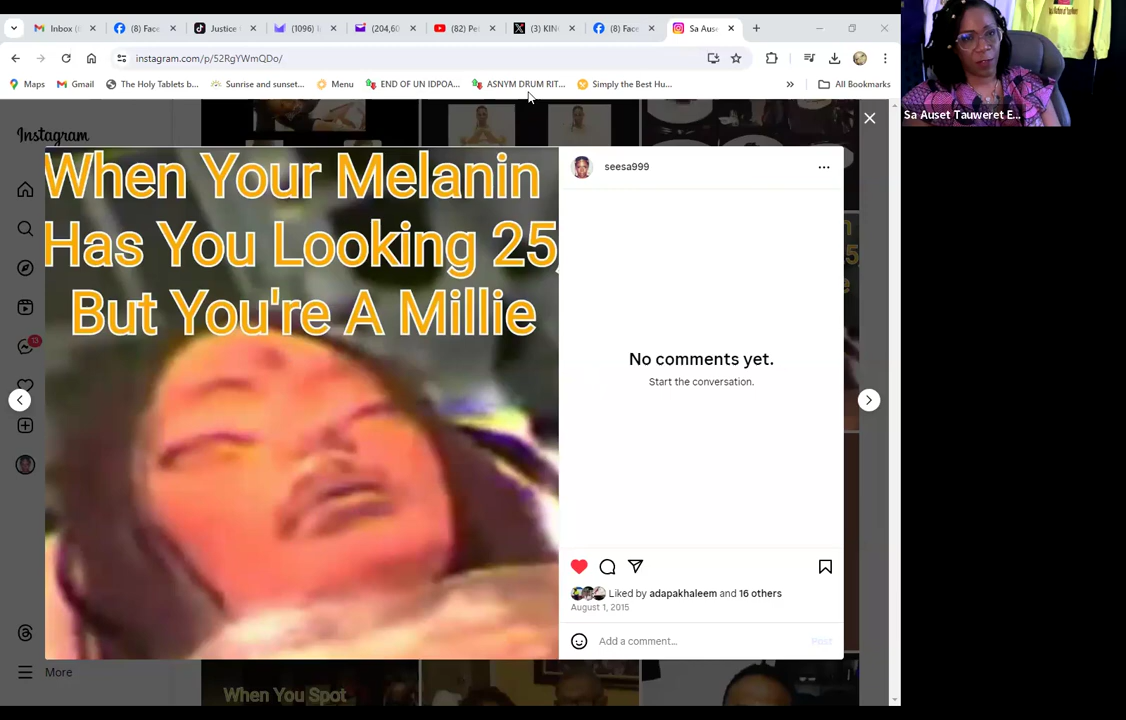 Inbox (
(8) Face
Justice
(1096)
(204,60
(82) Pe
(3) KIN
(8) Face
Sa Ause
instagram.com/p/52RgYWmQDo/
Maps
Gmail
The Holy Tablets b...
Sunrise and sunset...
Menu
END OF UN IDPOA...
ASNYM DRUM RIT...
Simply the Best Hu...
All Bookmarks
Sa Auset Tauweret E...
Instagram
When Your Melanin
Has You Looking 25,
But You're A Millie
seesa999
No comments yet.
Start the conversation.
13
Liked by adapakhaleem and 16 others
August 1, 2015
Add a comment...
Post
More
When You Spot